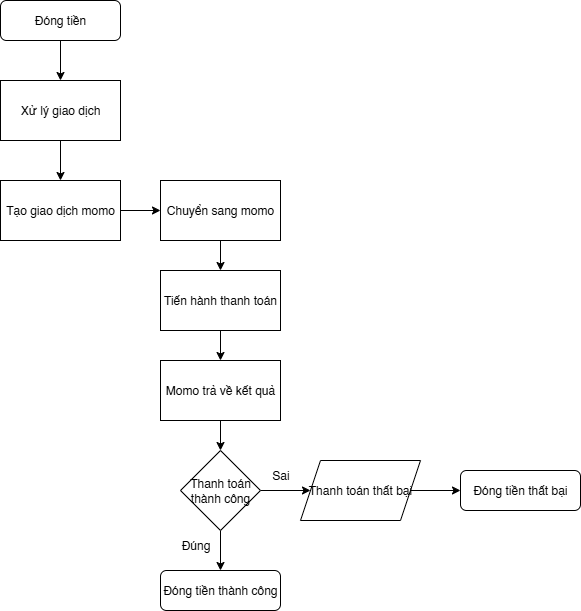 Đóng tiền
Xử lý giao dịch
Tạo giao dịch momo
Chuyển sang momo
Tiến hành thanh toán
Momo trả về kết quả
Thanh toán
thành công
Sai
Thanh toán thất bại
Đóng tiền thất bại
Đúng
Đóng tiền thành công